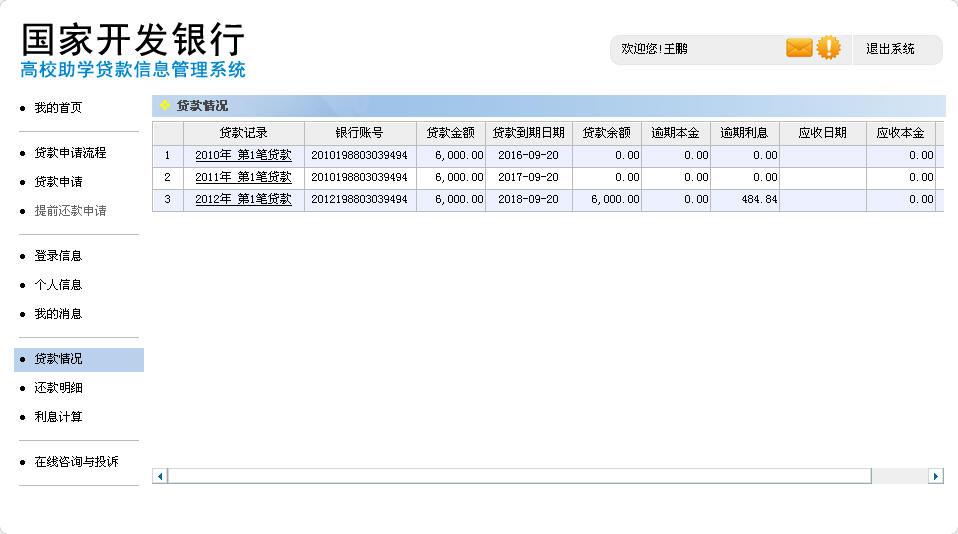 国家开发银行
高校助学贷款信息管理系统
欢迎您!王鹏
退出系统
我的首页
贷款申请流程
贷款申请
提前还款申请
登录信息
个人信息
我的消息
贷款情况
还款明细
利息计算
在线咨询与投诉
贷款情况
贷款记录 银行账号 贷款金额 贷款到期日期 贷款余额 逾期本金 逾期利息 应收日期 应收本金
1 2010年 第1笔贷款 2010198803039494 6,000.00 2016-09-20 0.00 0.00 0.00 0.00
2 2011年 第1笔贷款 2010198803039494 6,000.00 2017-09-20 0.00 0.00 0.00 0.00
3 2012年 第1笔贷款 2012198803039494 6,000.00 2018-09-20 6,000.00 0.00 484.84 0.00